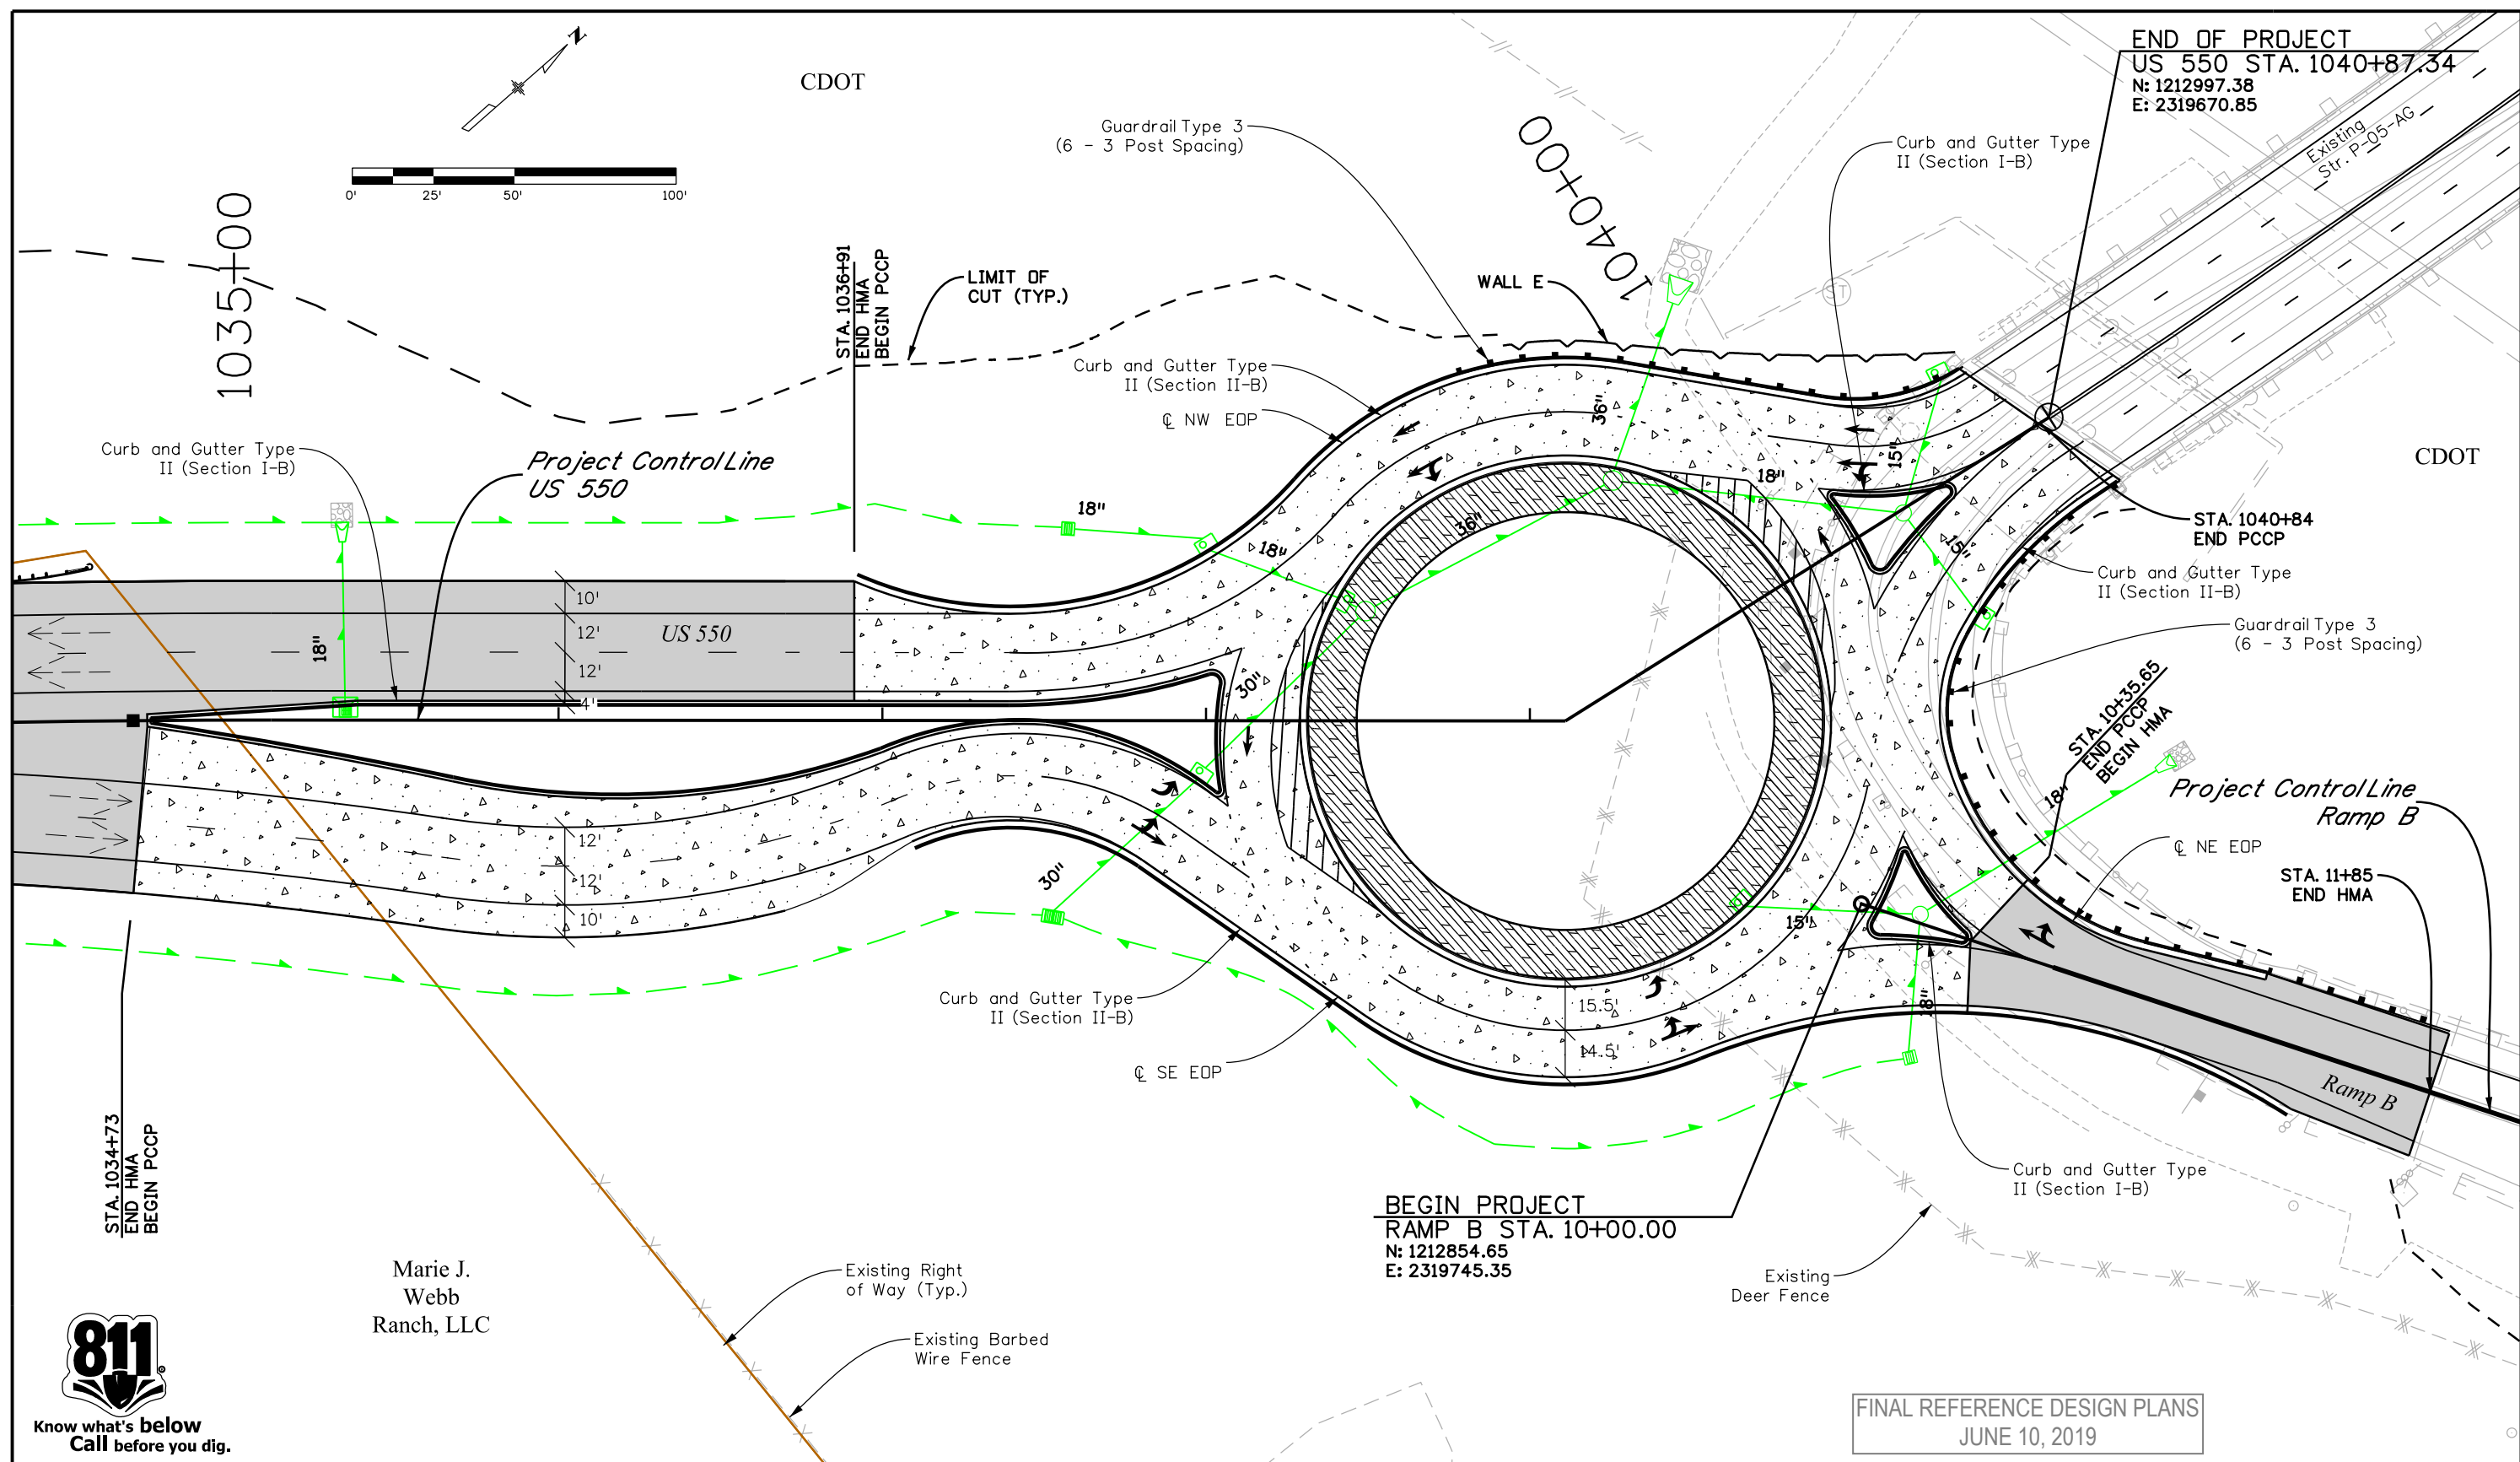 N
CDOT
0'
25'
50'
100'
1035+00
Guardrail Type 3
(6 - 3 Post Spacing)
1040+00
END OF PROJECT
US 550 STA. 1040+87.34
N: 1212997.38
E: 2319670.85
Curb and Gutter Type
II (Section I-B)
Existing
Str. P-05-AG
STA. 1036+91
END HMA
BEGIN PCCP
LIMIT OF
CUT (TYP.)
WALL E
ST
Curb and Gutter Type
II (Section II-B)
℄ NW EOP
Curb and Gutter Type
II (Section I-B)
Project Control Line
US 550
CDOT
36"
15"
18"
18"
18"
36"
15"
STA. 1040+84
END PCCP
Curb and Gutter Type
II (Section II-B)
Guardrail Type 3
(6 - 3 Post Spacing)
10'
12'
12'
4'
US 550
18"
30"
STA. 10+35.65
END PCCP
BEGIN HMA
18"
Project Control Line
Ramp B
℄ NE EOP
STA. 11+85
END HMA
12'
12'
10'
30"
15"
18"
15.5'
14.5'
Curb and Gutter Type
II (Section II-B)
℄ SE EOP
Ramp B
STA. 1034+73
END HMA
BEGIN PCCP
Curb and Gutter Type
II (Section I-B)
BEGIN PROJECT
RAMP B STA. 10+00.00
N: 1212854.65
E: 2319745.35
Existing
Deer Fence
Marie J.
Webb
Ranch, LLC
Existing Right
of Way (Typ.)
Existing Barbed
Wire Fence
811
Know what's below
Call before you dig.
FINAL REFERENCE DESIGN PLANS
JUNE 10, 2019